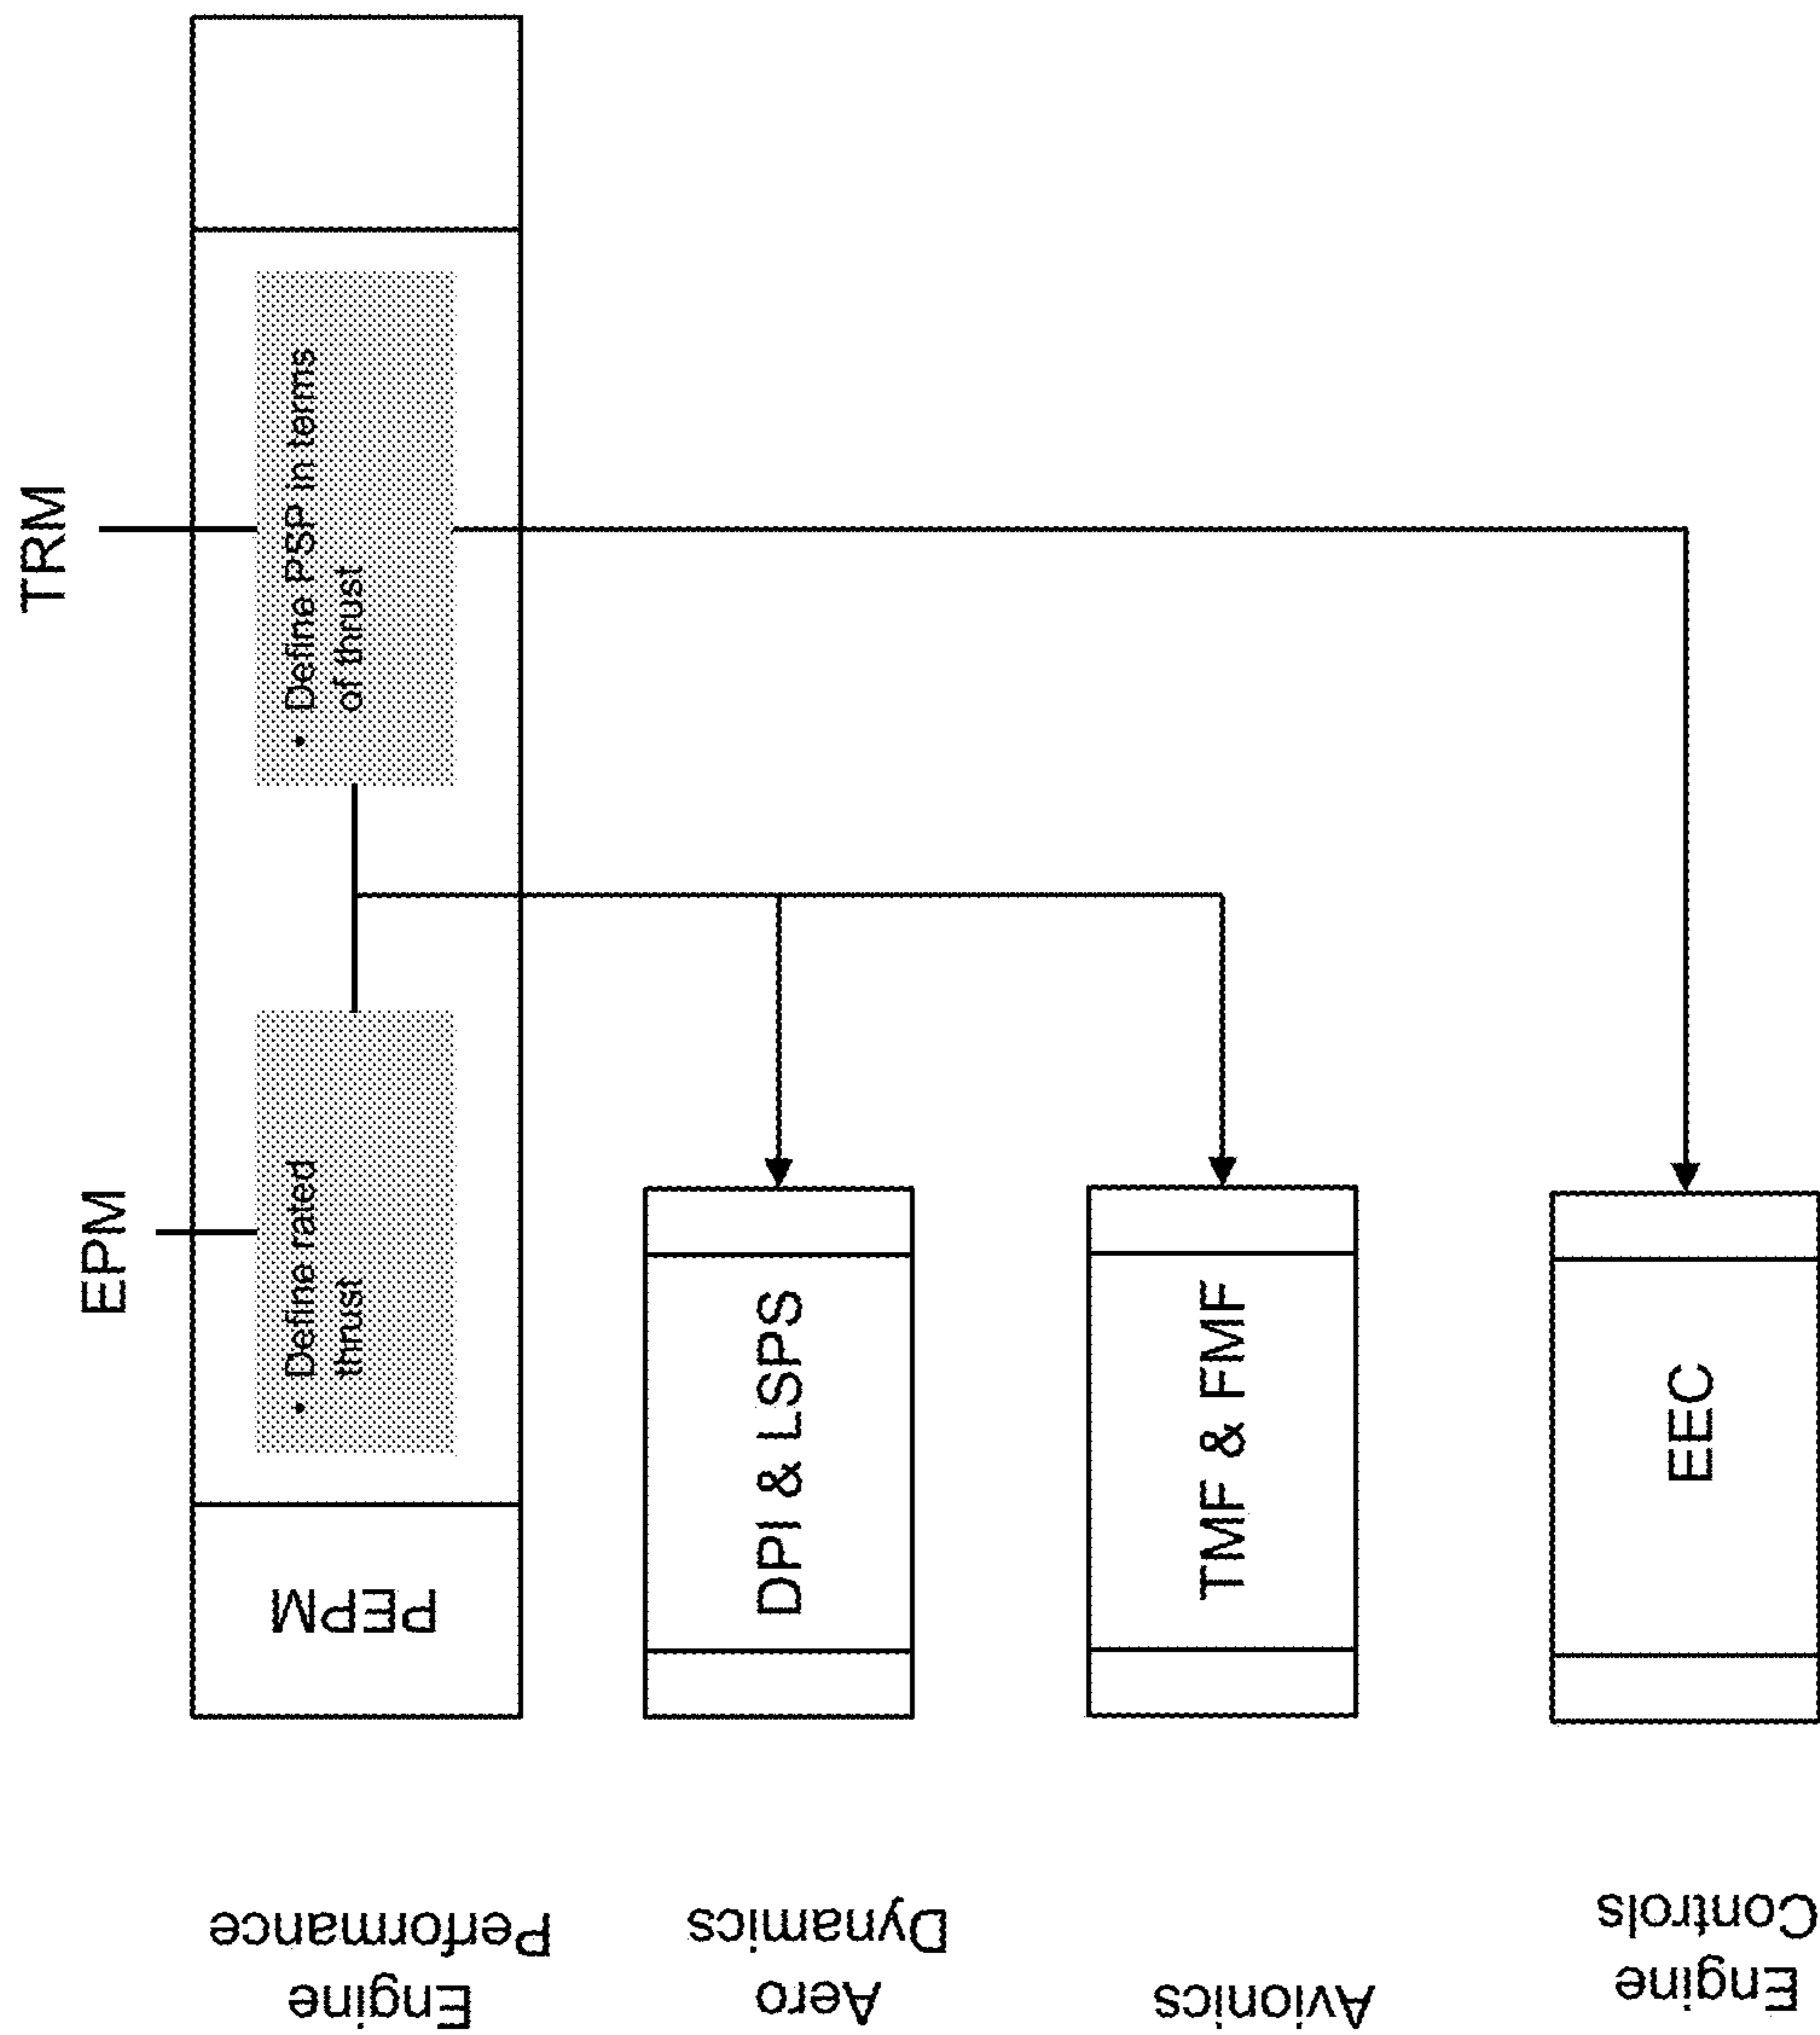 TRM
EPM
PEPM
• Define rated
thrust
• Define PSP in terms
of thrust
DPI & LSPS
TMF & FMF
EEC
Engine
Performance
Aero
Dynamics
Avionics
Engine
Controls